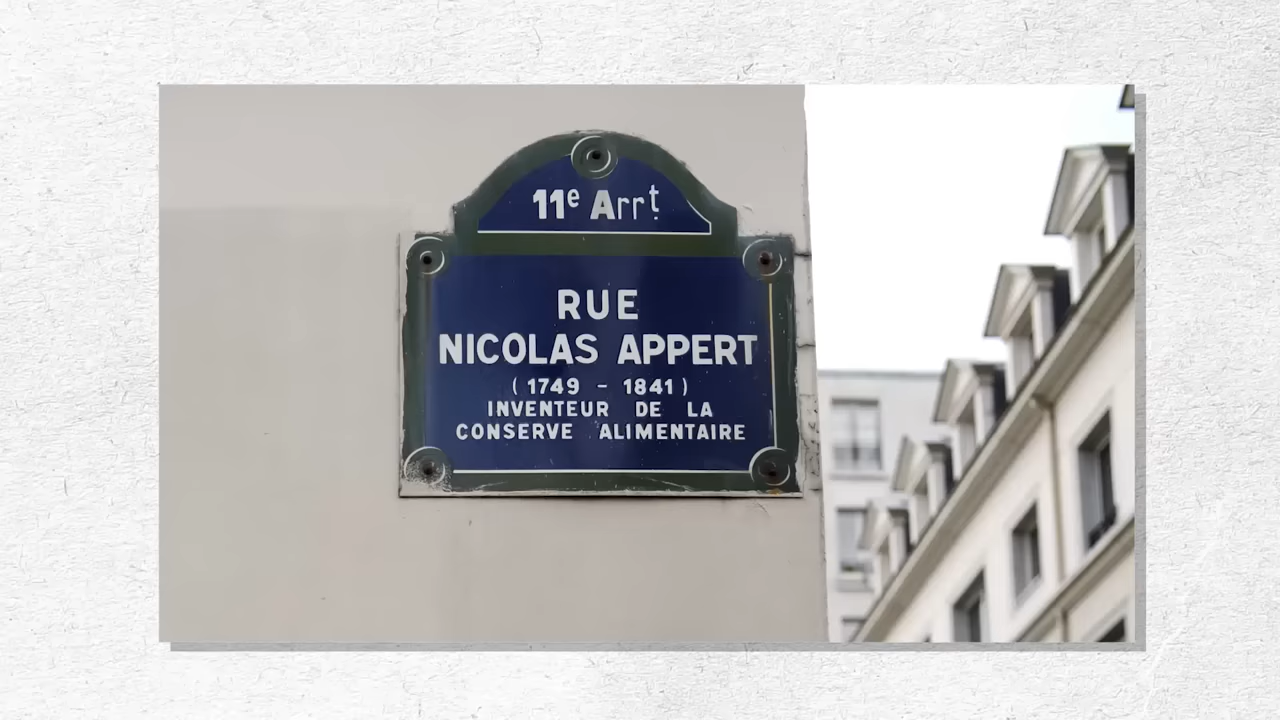 11e Arrt
RUE
NICOLAS APPERT
(1749 - 1841)
INVENTEUR DE LA
CONSERVE ALIMENTAIRE